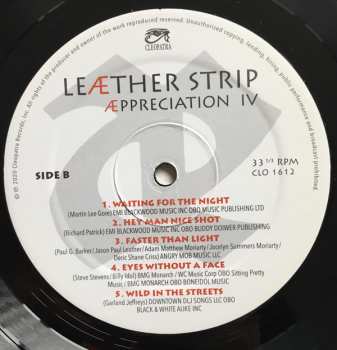 CLEOPATRA
All rights of the producer and owner of the work reproduced reserved. Unauthorised copying, lending, hiring, public performance and broadcast prohibited.
℗ © 2020 Cleopatra Records, Inc.
LEÆTHER STRIP
ÆPPRECIATION IV
SIDE B
33 1/3 RPM
CLO 1612
1. WAITING FOR THE NIGHT
(Martin Lee Gore) EMI BLACKWOOD MUSIC INC OBO MUSIC PUBLISHING LTD
2. HEY MAN NICE SHOT
(Richard Patrick) EMI BLACKWOOD MUSIC INC OBO BUDDY DOIWER PUBLISHING
3. FASTER THAN LIGHT
(Paul G. Barker/Jason Paul Leidner/Adam Matthew Moriarty/Jocelyn Sammers Moriarty/
Deric Shane Criss) ANGRY MOB MUSIC LLC
4. EYES WITHOUT A FACE
(Steve Stevens/Billy Idol) BMG Monarch / WC Music Corp OBO Sitting Pretty
Music / BMG MONARCH OBO BONEIDOL MUSIC
5. WILD IN THE STREETS
(Garland Jeffreys) DOWNTOWN DLJ SONGS LLC OBO
BLACK & WHITE ALIKE INC